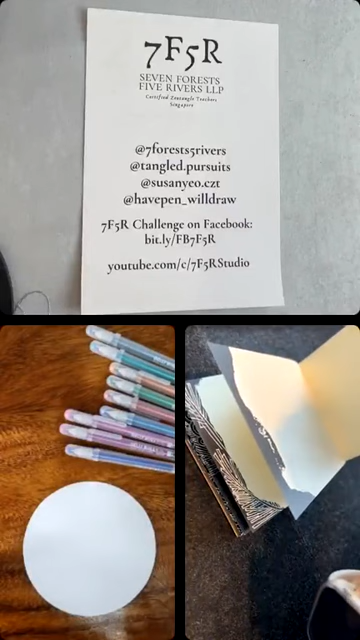 7F5R
SEVEN FORESTS
FIVE RIVERS LLP
Certified Zentangle Teachers
Singapore
@7forests5rivers
@tangled.pursuits
@susanyeo.czt
@havepen_willdraw
7F5R Challenge on Facebook:
bit.ly/FB7F5R
youtube.com/c/7F5RStudio